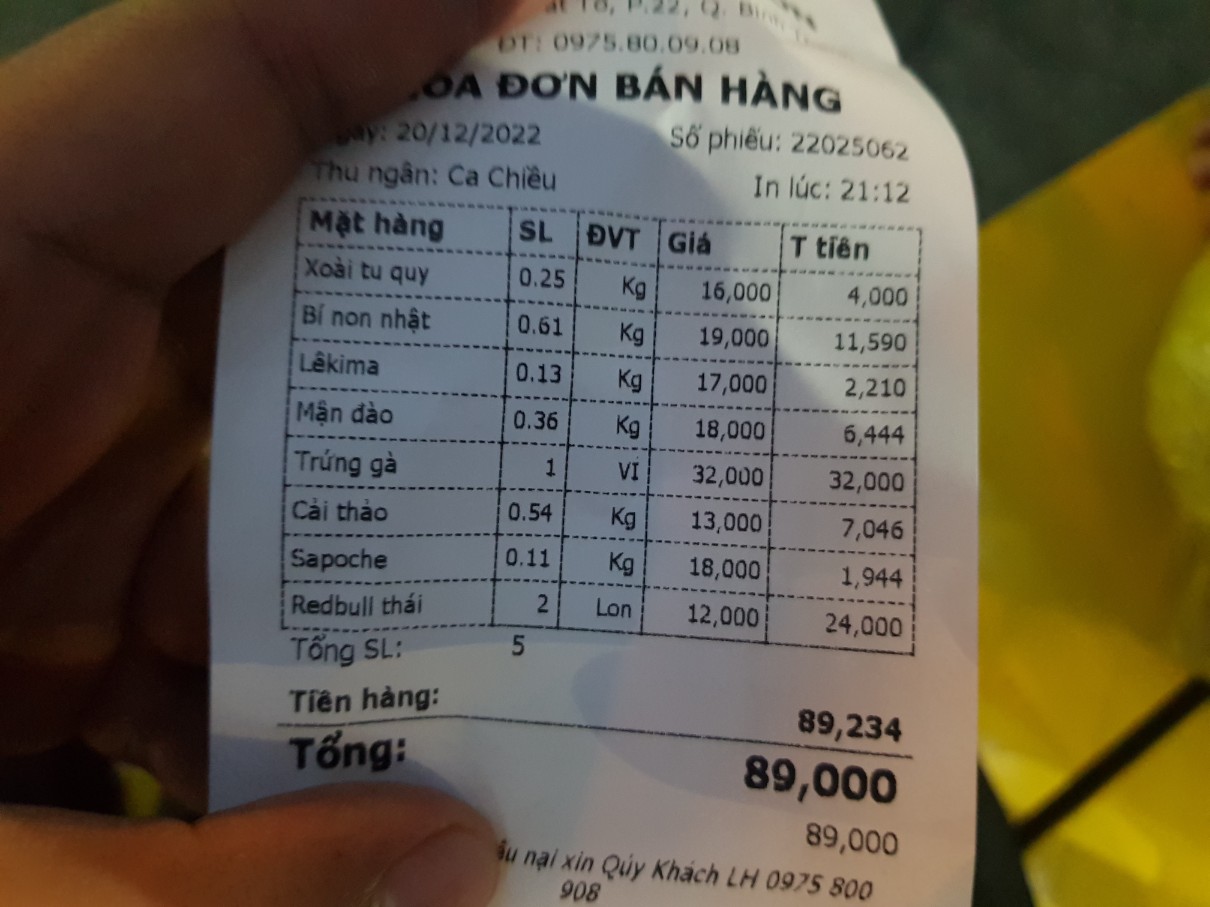 P.22, Q.
ĐT: 0975.80.09.08
ĐƠN BÁN HÀNG
20/12/2022 Số phiếu: 22025062
Thu ngân: Ca Chiều In lúc: 21:12
Mặt hàng SL ĐVT Giá T tiền
Xoài tu quy 0.25 Kg 16,000 4,000
Bí non nhật 0.61 Kg 19,000 11,590
Lêkima 0.13 Kg 17,000 2,210
Mận đào 0.36 Kg 18,000 6,444
Trứng gà 1 VI 32,000 32,000
Cải thảo 0.54 Kg 13,000 7,046
Sapoche 0.11 Kg 18,000 1,944
Redbull thái 2 Lon 12,000 24,000
Tổng SL: 5
Tiền hàng: 89,234
Tổng: 89,000
89,000
nại xin Qúy Khách LH 0975 800
908